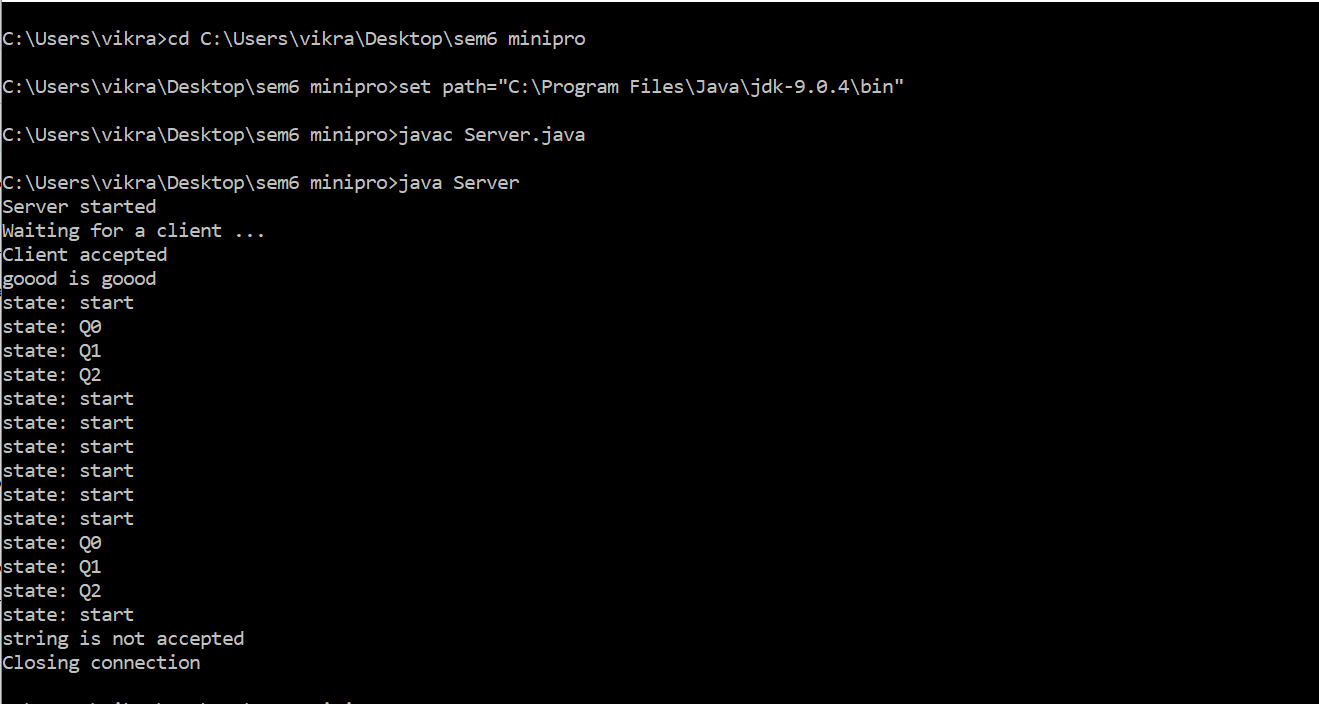 C:\Users\vikra>cd C:\Users\vikra\Desktop\sem6 minipro
C:\Users\vikra\Desktop\sem6 minipro>set path="C:\Program Files\Java\jdk-9.0.4\bin"
C:\Users\vikra\Desktop\sem6 minipro>javac Server.java
C:\Users\vikra\Desktop\sem6 minipro>java Server
Server started
Waiting for a client ...
Client accepted
goood is goood
state: start
state: Q0
state: Q1
state: Q2
state: start
state: start
state: start
state: start
state: start
state: start
state: Q0
state: Q1
state: Q2
state: start
string is not accepted
Closing connection